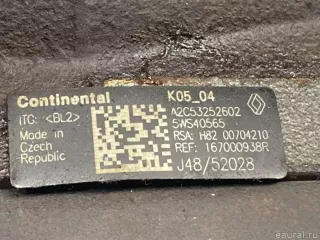 Continental K05_04
iTC: <BL2> A2C53252602
5WS40565
Made in RSA: H82 00704210
Czech REF: 167000938R
Republic J48/52028
eaural.ru